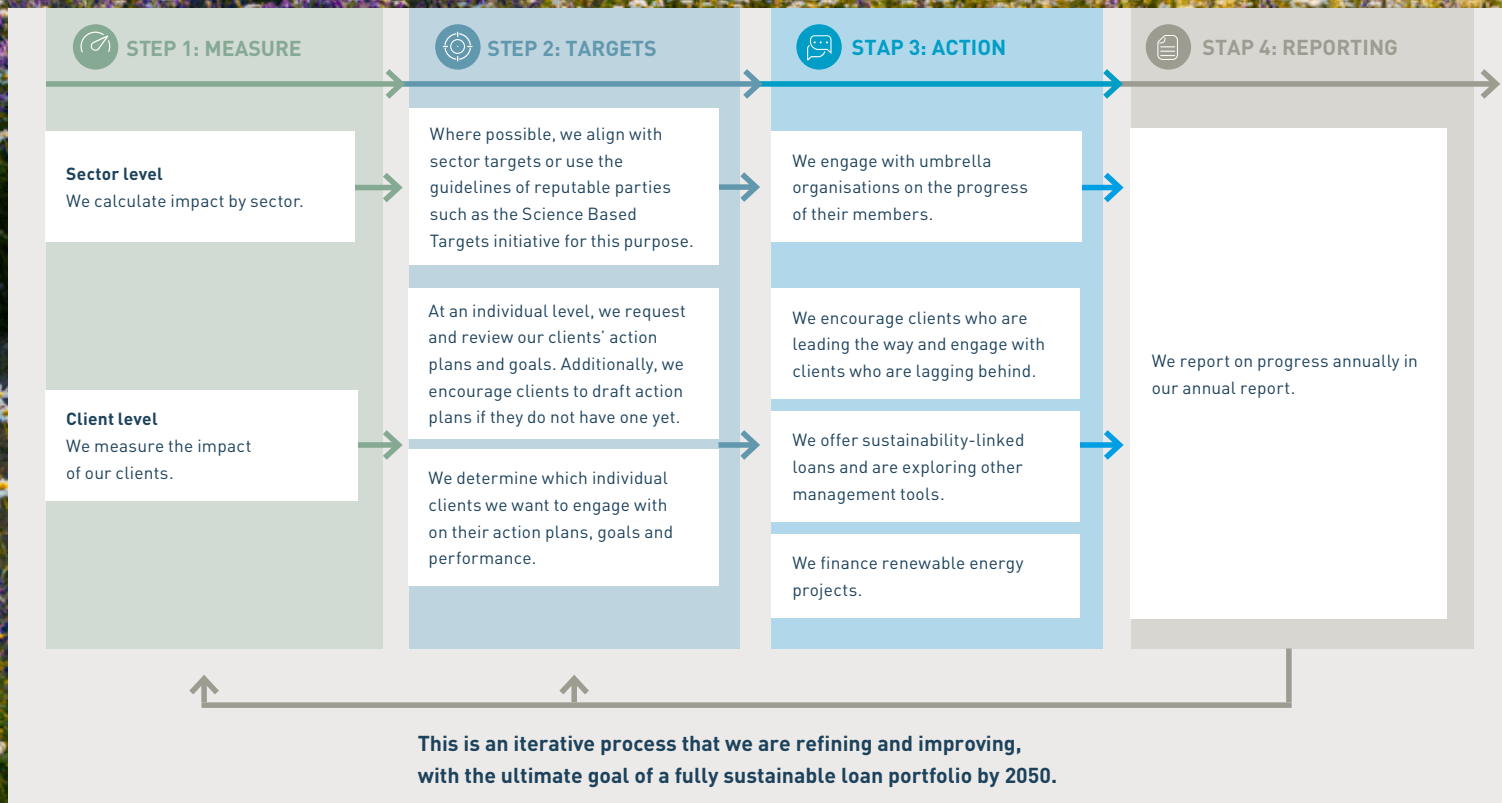 STEP 1: MEASURE
STEP 2: TARGETS
STAP 3: ACTION
STAP 4: REPORTING
Sector level
We calculate impact by sector.
Where possible, we align with
sector targets or use the
guidelines of reputable parties
such as the Science Based
Targets initiative for this purpose.
We engage with umbrella
organisations on the progress
of their members.
Client level
We measure the impact
of our clients.
At an individual level, we request
and review our clients’ action
plans and goals. Additionally, we
encourage clients to draft action
plans if they do not have one yet.
We determine which individual
clients we want to engage with
on their action plans, goals and
performance.
We encourage clients who are
leading the way and engage with
clients who are lagging behind.
We offer sustainability-linked
loans and are exploring other
management tools.
We finance renewable energy
projects.
We report on progress annually in
our annual report.
This is an iterative process that we are refining and improving,
with the ultimate goal of a fully sustainable loan portfolio by 2050.